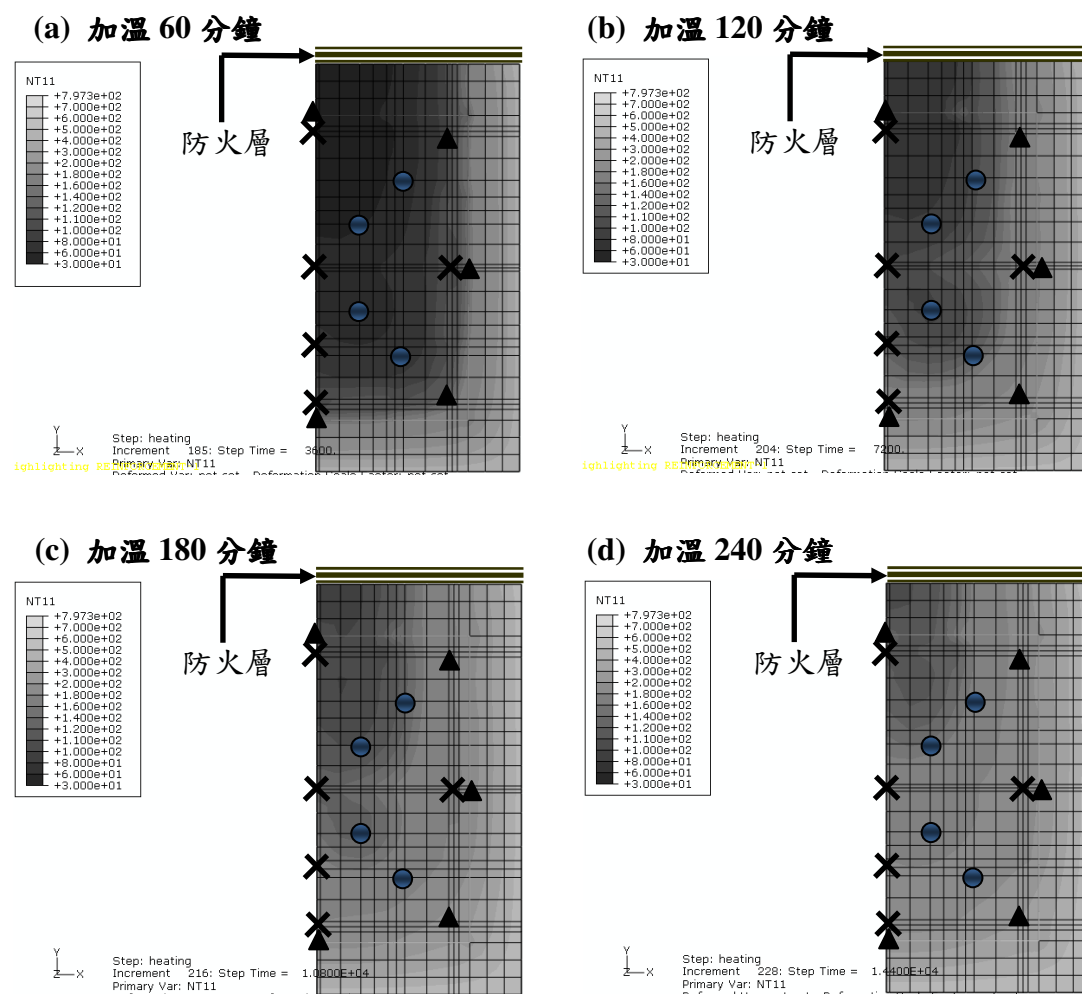 (a) 加溫 60 分鐘
防火層
NT11
+7.973e+02
+7.000e+02
+6.000e+02
+5.000e+02
+4.000e+02
+3.000e+02
+2.000e+02
+1.800e+02
+1.600e+02
+1.400e+02
+1.200e+02
+1.100e+02
+1.000e+02
+8.000e+01
+6.000e+01
+3.000e+01
Y
Z X
Step: heating
Increment 185: Step Time = 3600.
Primary Var: NT11
(b) 加溫 120 分鐘
防火層
NT11
+7.973e+02
+7.000e+02
+6.000e+02
+5.000e+02
+4.000e+02
+3.000e+02
+2.000e+02
+1.800e+02
+1.600e+02
+1.400e+02
+1.200e+02
+1.100e+02
+1.000e+02
+8.000e+01
+6.000e+01
+3.000e+01
Y
Z X
Step: heating
Increment 204: Step Time = 7200.
Primary Var: NT11
(c) 加溫 180 分鐘
防火層
NT11
+7.973e+02
+7.000e+02
+6.000e+02
+5.000e+02
+4.000e+02
+3.000e+02
+2.000e+02
+1.800e+02
+1.600e+02
+1.400e+02
+1.200e+02
+1.100e+02
+1.000e+02
+8.000e+01
+6.000e+01
+3.000e+01
Y
Z X
Step: heating
Increment 216: Step Time = 1.0800E+04
Primary Var: NT11
(d) 加溫 240 分鐘
防火層
NT11
+7.973e+02
+7.000e+02
+6.000e+02
+5.000e+02
+4.000e+02
+3.000e+02
+2.000e+02
+1.800e+02
+1.600e+02
+1.400e+02
+1.200e+02
+1.100e+02
+1.000e+02
+8.000e+01
+6.000e+01
+3.000e+01
Y
Z X
Step: heating
Increment 228: Step Time = 1.4400E+04
Primary Var: NT11